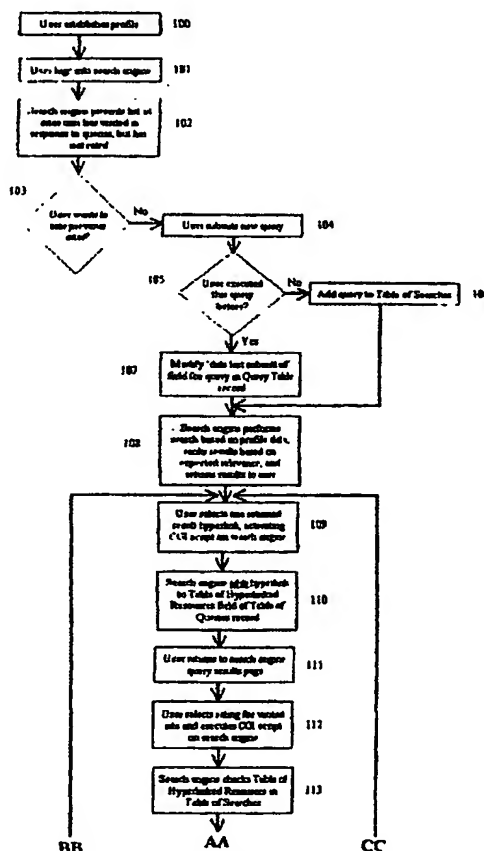 User establishes profile
100
User logs into search engine
101
Search engine presents list of
sites user has visited in
response to queries, but has
not rated
102
103
User wants to
rate previous
sites?
No
User submits new query
104
105
User executed
this query
before?
No
Add query to Table of Searches
Yes
107
Modify "date last submitted"
field for query in Query Table
record
108
Search engine performs
search based on profile data,
ranks results based on
expected relevance, and
returns results to user
User selects one returned
result hyperlink, activating
CGI script on search engine
109
Search engine adds hyperlink
to Table of Hyperlinked
Resources field of Table of
Queries record
110
User returns to search engine
query results page
111
User selects rating for visited
site and executes CGI script
on search engine
112
Search engine checks Table of
Hyperlinked Resources in
Table of Searches
113
BB
AA
CC